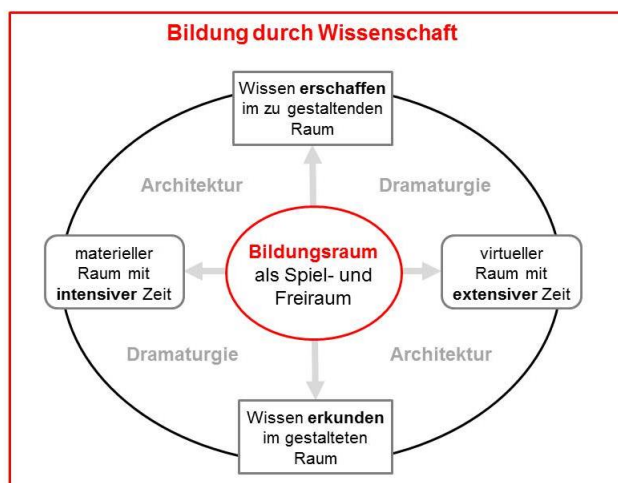 Bildung durch Wissenschaft
Wissen erschaffen
im zu gestaltenden
Raum
Architektur
Dramaturgie
materieller
Raum mit
intensiver Zeit
Bildungsraum
als Spiel- und
Freiraum
virtueller
Raum mit
extensiver Zeit
Dramaturgie
Architektur
Wissen erkunden
im gestalteten
Raum